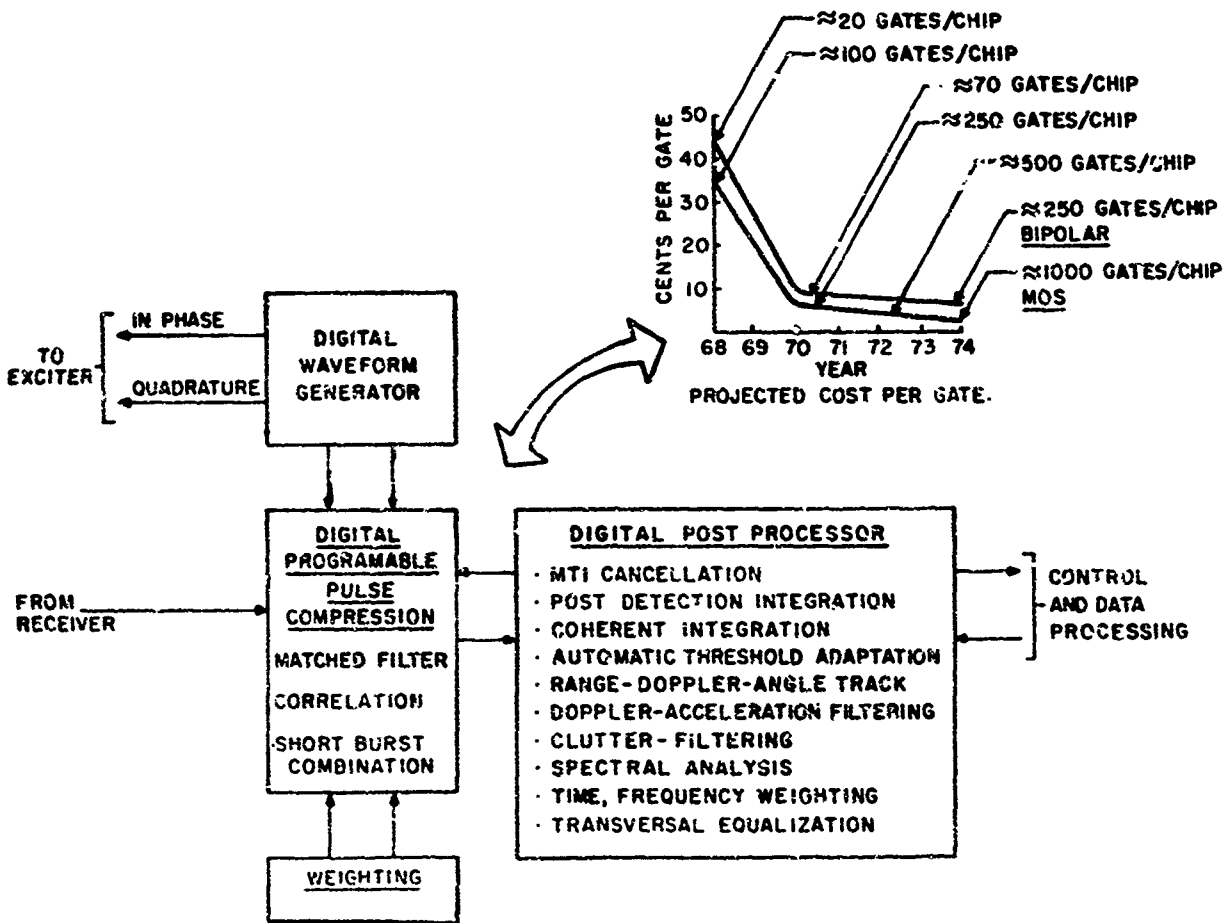 ≈20 GATES/CHIP
≈100 GATES/CHIP
≈70 GATES/CHIP
≈250 GATES/CHIP
≈500 GATES/CHIP
≈250 GATES/CHIP
BIPOLAR
≈1000 GATES/CHIP
MOS
CENTS PER GATE
50
40
30
20
10
68 69 70 71 72 73 74
YEAR
PROJECTED COST PER GATE.
TO
EXCITER
IN PHASE
QUADRATURE
DIGITAL
WAVEFORM
GENERATOR
FROM
RECEIVER
DIGITAL
PROGRAMABLE
PULSE
COMPRESSION
MATCHED FILTER
CORRELATION
·SHORT BURST
COMBINATION
WEIGHTING
DIGITAL POST PROCESSOR
· MTI CANCELLATION
· POST DETECTION INTEGRATION
· COHERENT INTEGRATION
· AUTOMATIC THRESHOLD ADAPTATION
· RANGE-DOPPLER-ANGLE TRACK
· DOPPLER-ACCELERATION FILTERING
· CLUTTER-FILTERING
· SPECTRAL ANALYSIS
· TIME, FREQUENCY WEIGHTING
· TRANSVERSAL EQUALIZATION
CONTROL
AND DATA
PROCESSING